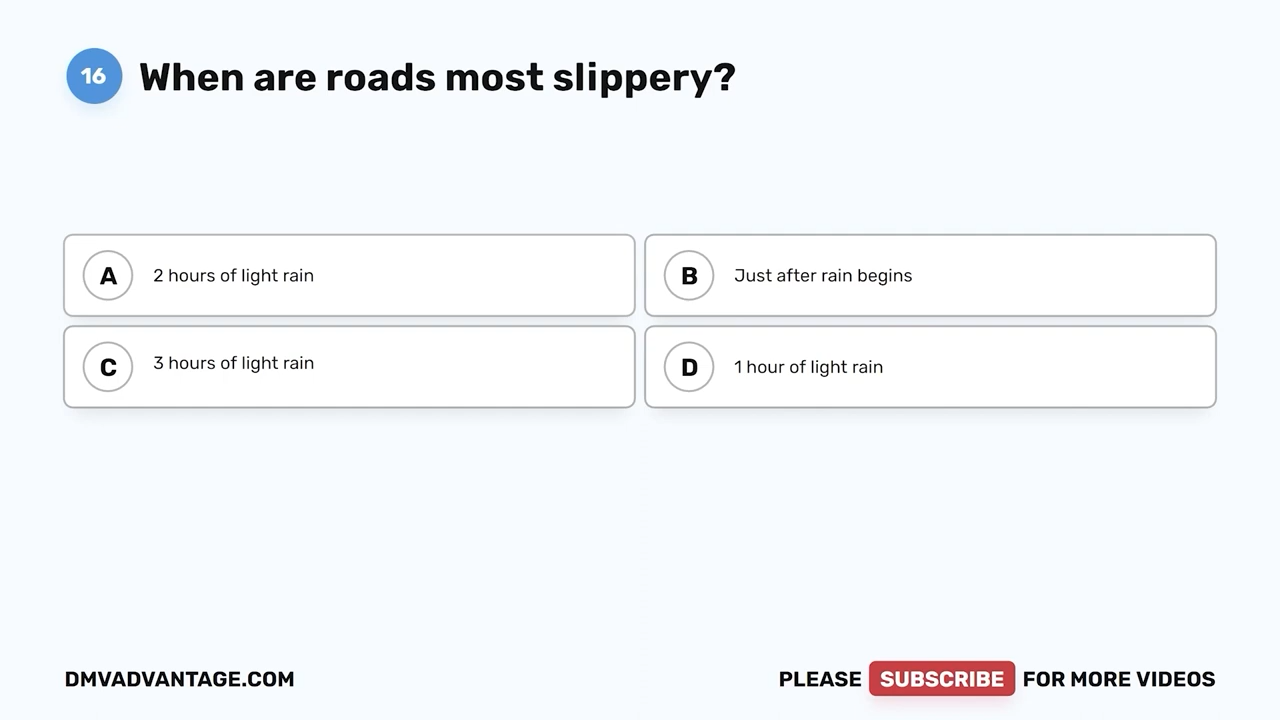 16 When are roads most slippery?
A 2 hours of light rain
B Just after rain begins
C 3 hours of light rain
D 1 hour of light rain
DMVADVANTAGE.COM
PLEASE SUBSCRIBE FOR MORE VIDEOS